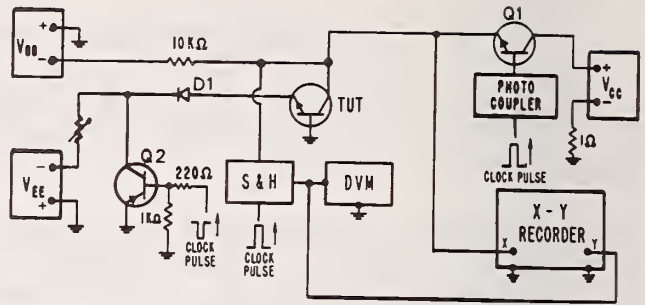 +
V_BB
−
10KΩ
D1
TUT
Q1
PHOTO
COUPLER
CLOCK PULSE
+
V_CC
−
1Ω
−
V_EE
+
Q2
220Ω
1KΩ
CLOCK
PULSE
S & H
CLOCK
PULSE
DVM
X - Y
RECORDER
X
Y